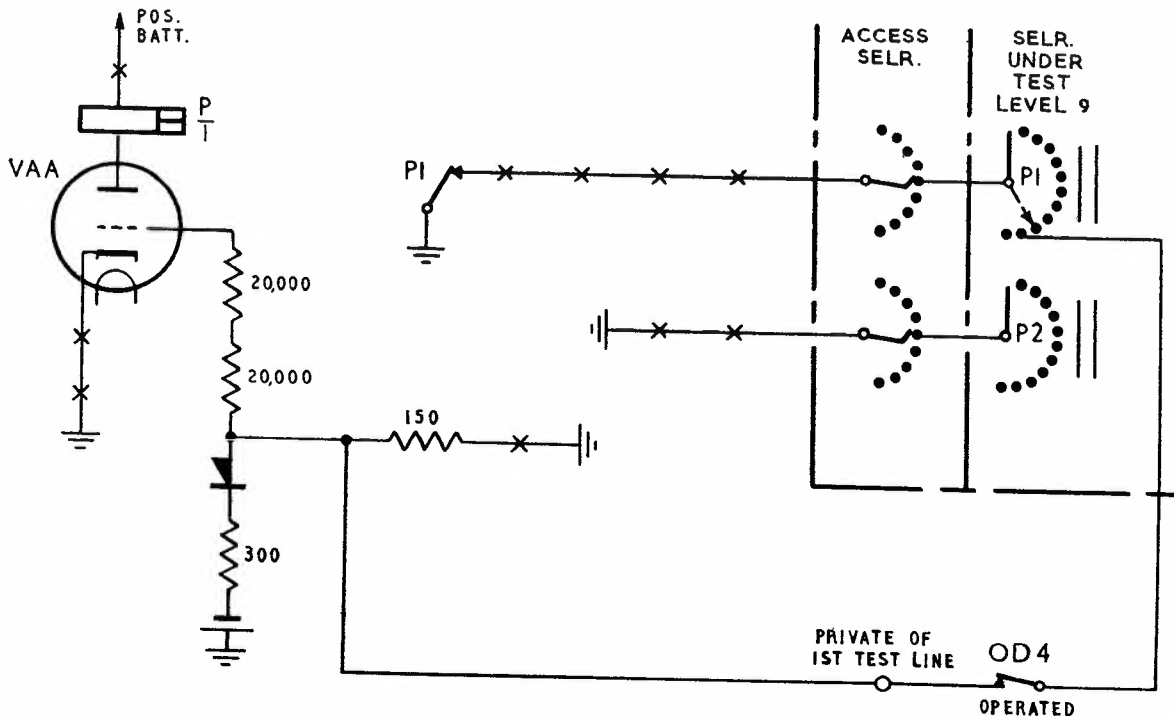 POS.
BATT.
P
1
VAA
20,000
20,000
150
300
P1
ACCESS
SELR.
SELR.
UNDER
TEST
LEVEL 9
P1
P2
PRIVATE OF
1ST TEST LINE
OD4
OPERATED